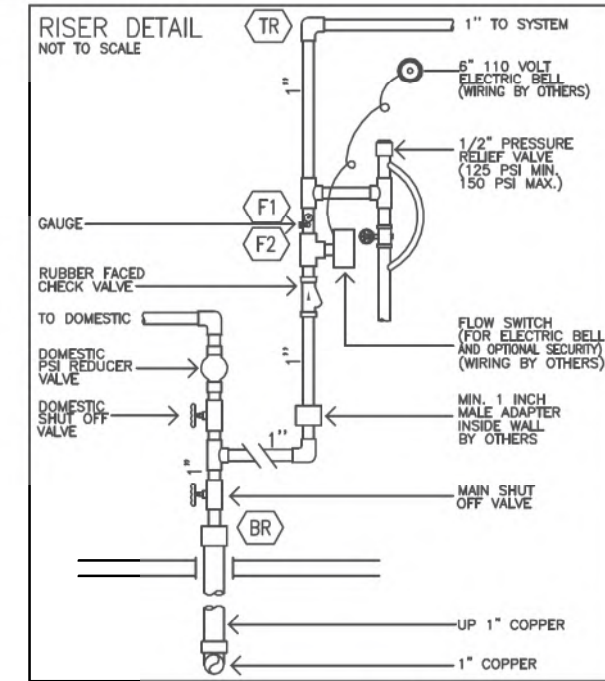 RISER DETAIL
NOT TO SCALE
TR
1" TO SYSTEM
6" 110 VOLT
ELECTRIC BELL
(WIRING BY OTHERS)
1"
1/2" PRESSURE
RELIEF VALVE
(125 PSI MIN.
150 PSI MAX.)
F1
GAUGE
F2
RUBBER FACED
CHECK VALVE
TO DOMESTIC
FLOW SWITCH
(FOR ELECTRIC BELL
AND OPTIONAL SECURITY)
(WIRING BY OTHERS)
1"
DOMESTIC
PSI REDUCER
VALVE
DOMESTIC
SHUT OFF
VALVE
MIN. 1 INCH
MALE ADAPTER
INSIDE WALL
BY OTHERS
1"
1"
MAIN SHUT
OFF VALVE
BR
UP 1" COPPER
1" COPPER